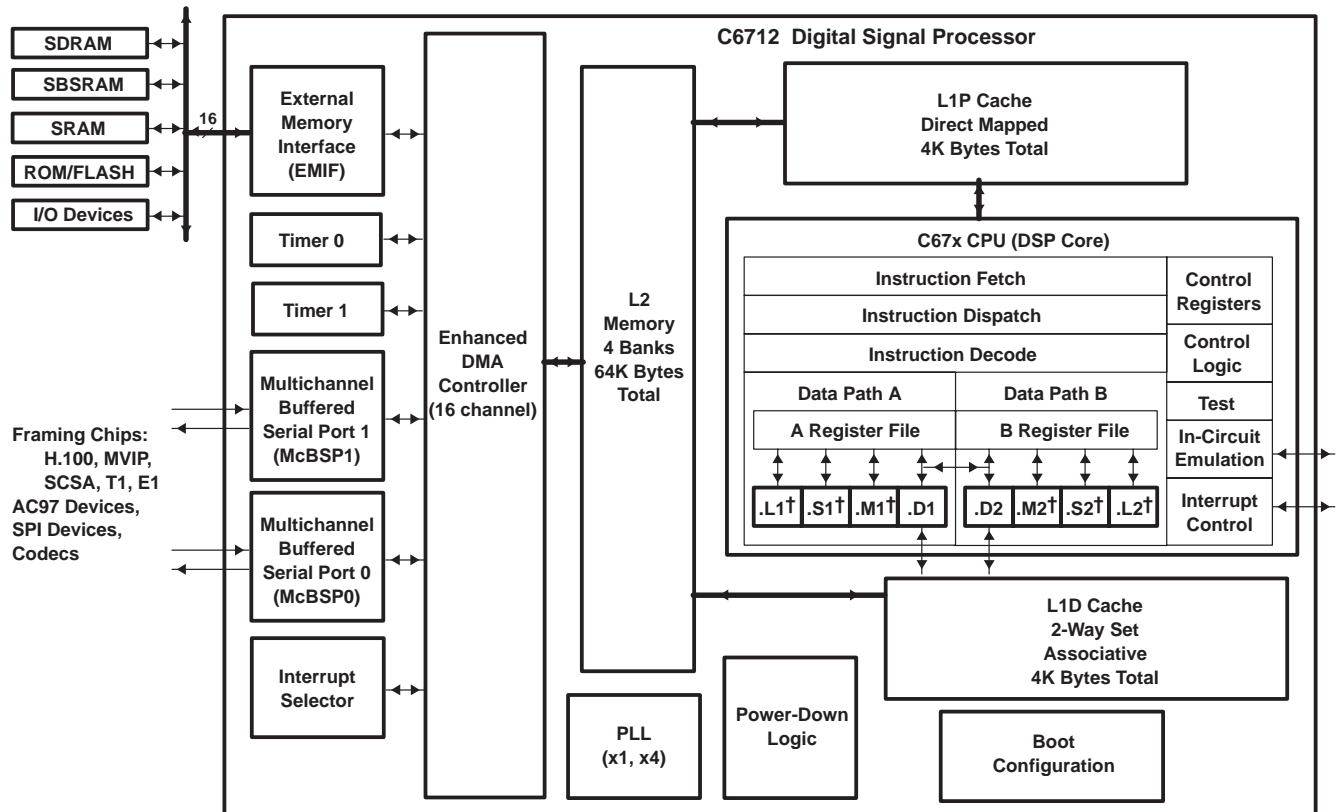 C6712 Digital Signal Processor
SDRAM
SBSRAM
SRAM
ROM/FLASH
I/O Devices
16
External
Memory
Interface
(EMIF)
Timer 0
Timer 1
Multichannel
Buffered
Serial Port 1
(McBSP1)
Framing Chips:
H.100, MVIP,
SCSA, T1, E1
AC97 Devices,
SPI Devices,
Codecs
Multichannel
Buffered
Serial Port 0
(McBSP0)
Interrupt
Selector
Enhanced
DMA
Controller
(16 channel)
L2
Memory
4 Banks
64K Bytes
Total
PLL
(x1, x4)
L1P Cache
Direct Mapped
4K Bytes Total
C67x CPU (DSP Core)
Instruction Fetch
Instruction Dispatch
Instruction Decode
Data Path A
Data Path B
A Register File
B Register File
.L1†
.S1†
.M1†
.D1
.D2
.M2†
.S2†
.L2†
Control
Registers
Control
Logic
Test
In-Circuit
Emulation
Interrupt
Control
L1D Cache
2-Way Set
Associative
4K Bytes Total
Power-Down
Logic
Boot
Configuration